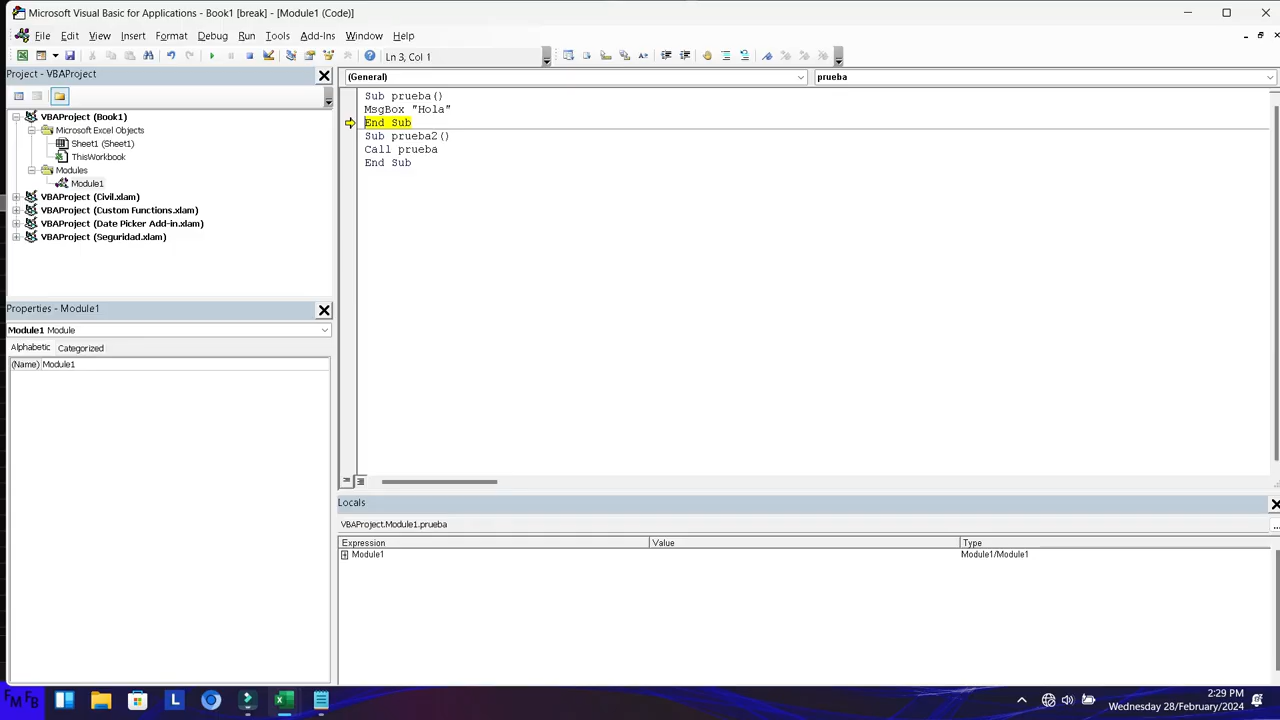 Microsoft Visual Basic for Applications - Book1 [break] - [Module1 (Code)]
File Edit View Insert Format Debug Run Tools Add-Ins Window Help
Ln 3, Col 1
Project - VBAProject
VBAProject (Book1)
Microsoft Excel Objects
Sheet1 (Sheet1)
ThisWorkbook
Modules
Module1
VBAProject (Civil.xlam)
VBAProject (Custom Functions.xlam)
VBAProject (Date Picker Add-in.xlam)
VBAProject (Seguridad.xlam)
Properties - Module1
Module1 Module
Alphabetic Categorized
(Name) Module1
(General) prueba
Sub prueba()
MsgBox "Hola"
End Sub
Sub prueba2()
Call prueba
End Sub
Locals
VBAProject.Module1.prueba
...
Expression Value Type
Module1 Module1/Module1
FMFB
L
2:29 PM
Wednesday 28/February/2024